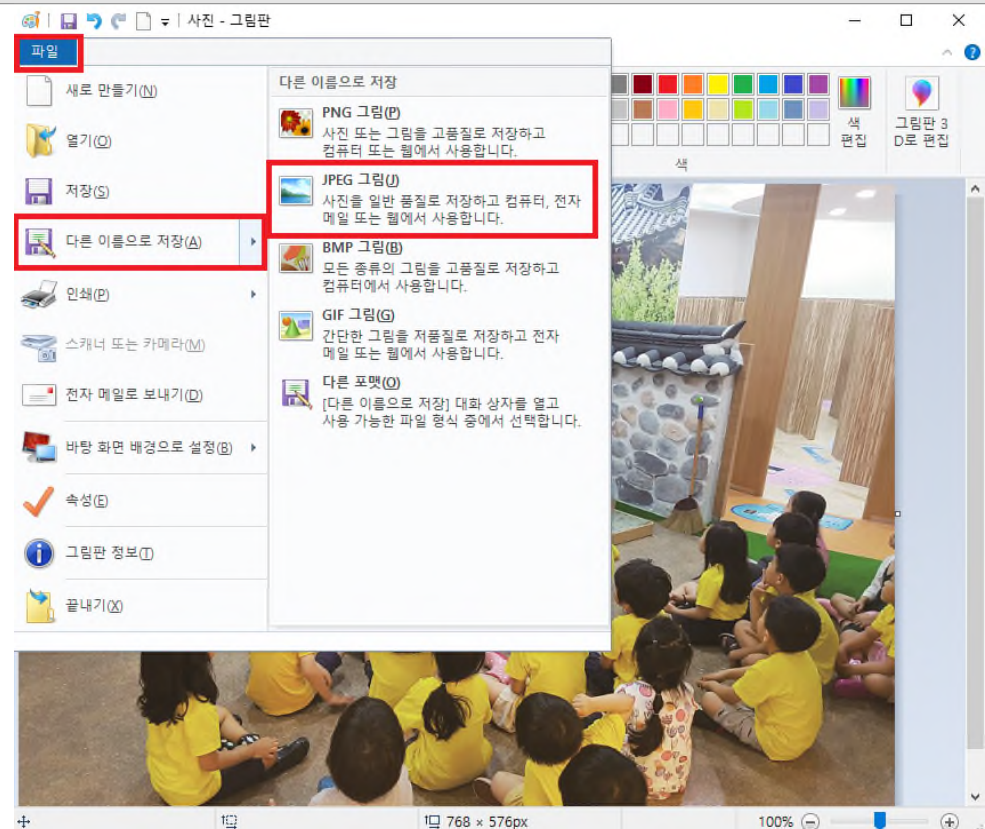 사진 - 그림판
파일
새로 만들기(N)
열기(O)
저장(S)
다른 이름으로 저장(A)
인쇄(P)
스캐너 또는 카메라(M)
전자 메일로 보내기(D)
바탕 화면 배경으로 설정(B)
속성(E)
그림판 정보(T)
끝내기(X)
다른 이름으로 저장
PNG 그림(P)
사진 또는 그림을 고품질로 저장하고
컴퓨터 또는 웹에서 사용합니다.
JPEG 그림(J)
사진을 일반 품질로 저장하고 컴퓨터, 전자
메일 또는 웹에서 사용합니다.
BMP 그림(B)
모든 종류의 그림을 고품질로 저장하고
컴퓨터에서 사용합니다.
GIF 그림(G)
간단한 그림을 저품질로 저장하고 전자
메일 또는 웹에서 사용합니다.
다른 포맷(O)
[다른 이름으로 저장] 대화 상자를 열고
사용 가능한 파일 형식 중에서 선택합니다.
색
편집
그림판 3
D로 편집
색
768 × 576px
100%